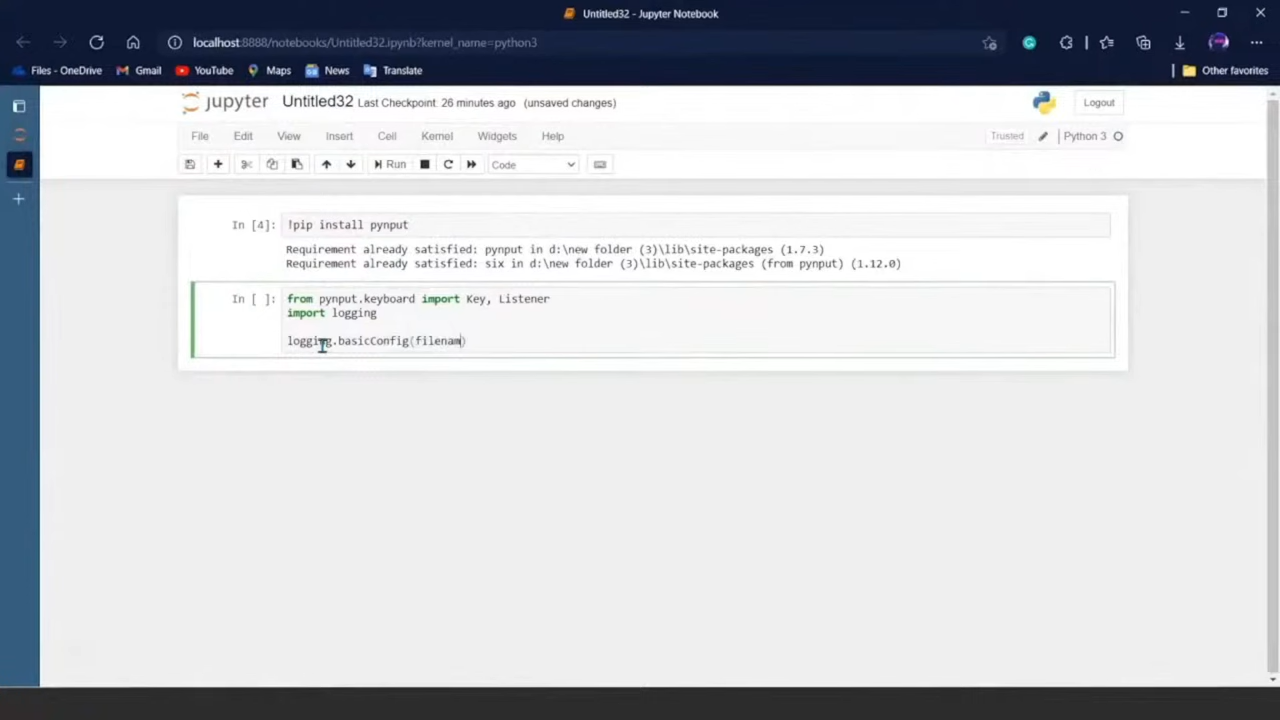 Untitled32 - Jupyter Notebook
localhost:8888/notebooks/Untitled32.ipynb?kernel_name=python3
Files - OneDrive Gmail YouTube Maps News Translate Other favorites
jupyter Untitled32 Last Checkpoint 26 minutes ago (unsaved changes) Logout
File Edit View Insert Cell Kernel Widgets Help Trusted Python 3
Run Code
In [4]: !pip install pynput
Requirement already satisfied: pynput in d:\new folder (3)\lib\site-packages (1.7.3)
Requirement already satisfied: six in d:\new folder (3)\lib\site-packages (from pynput) (1.12.0)
In [ ]: from pynput.keyboard import Key, Listener
import logging
logging.basicConfig(filenam)